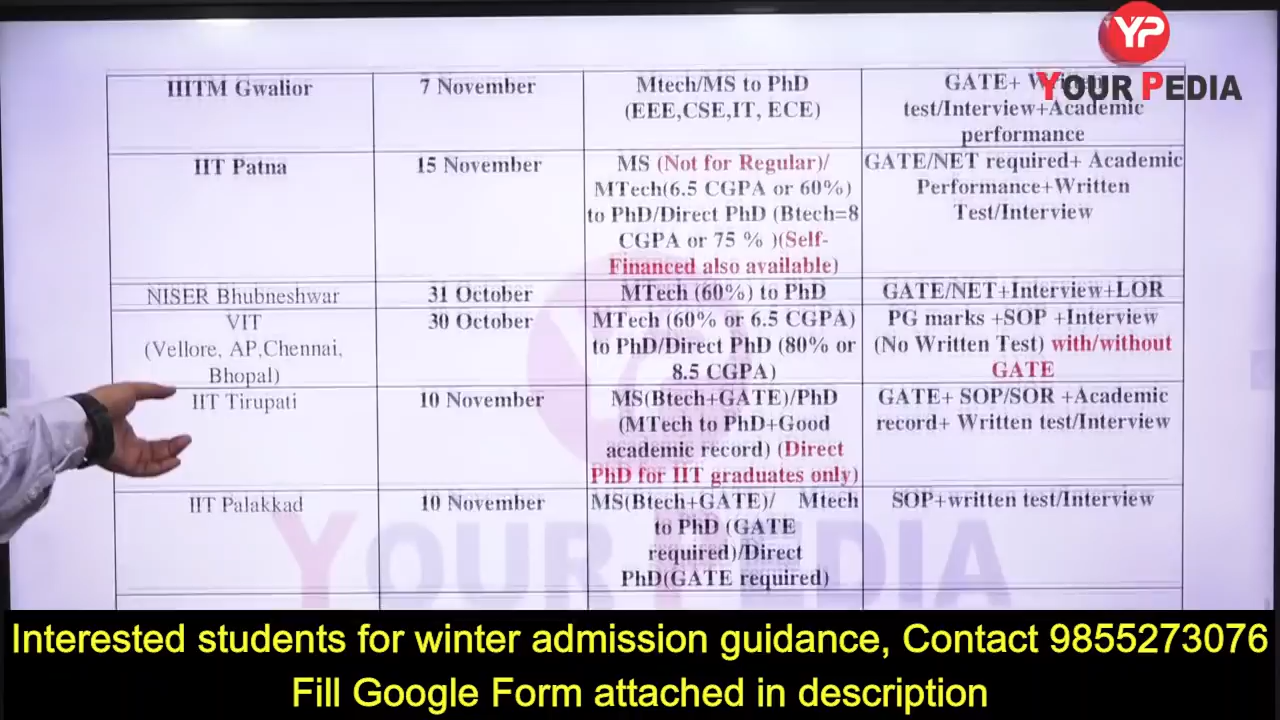 YP
YOUR PEDIA
IIITM Gwalior
7 November
Mtech/MS to PhD
(EEE,CSE,IT, ECE)
GATE+
test/Interview+Academic
performance
IIT Patna
15 November
MS (Not for Regular)/
MTech(6.5 CGPA or 60%)
to PhD/Direct PhD (Btech=8
CGPA or 75 % )(Self-
Financed also available)
GATE/NET required+ Academic
Performance+Written
Test/Interview
NISER Bhubneshwar
31 October
MTech (60%) to PhD
GATE/NET+Interview+LOR
VIT
(Vellore, AP,Chennai,
Bhopal)
30 October
MTech (60% or 6.5 CGPA)
to PhD/Direct PhD (80% or
8.5 CGPA)
PG marks +SOP +Interview
(No Written Test) with/without
GATE
IIT Tirupati
10 November
MS(Btech+GATE)/PhD
(MTech to PhD+Good
academic record) (Direct
PhD for IIT graduates only)
GATE+ SOP/SOR +Academic
record+ Written test/Interview
IIT Palakkad
10 November
MS(Btech+GATE)/ Mtech
to PhD (GATE
required)/Direct
PhD(GATE required)
SOP+written test/Interview
YOUR PEDIA
Interested students for winter admission guidance, Contact 9855273076
Fill Google Form attached in description